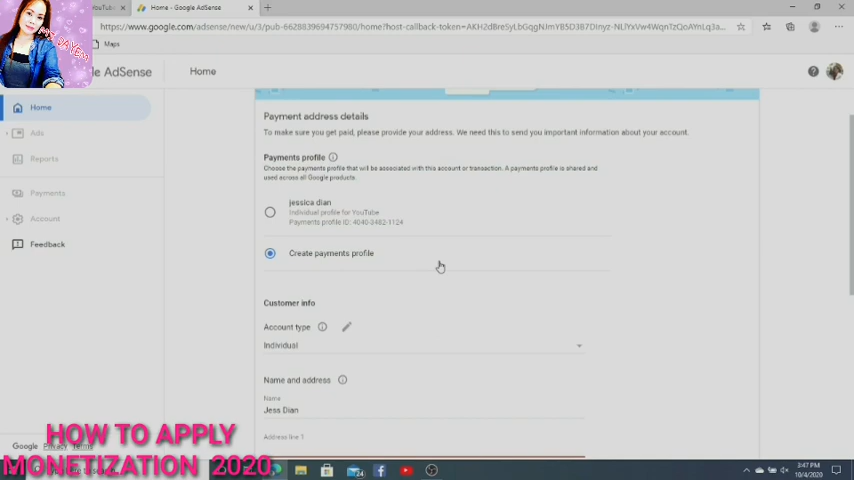 YouTube
Home - Google AdSense
https://www.google.com/adsense/new/u/3/pub-6628839694757980/home?host-callback-token=
Maps
MS DAYEm
le AdSense
Home
Home
Ads
Reports
Payments
Account
Feedback
Payment address details
To make sure you get paid, please provide your address. We need this to send you important information about your account.
Payments profile
Choose the payments profile that will be associated with this account or transaction. A payments profile is shared and
used across all Google products.
jessica dian
Individual profile for YouTube
Payments profile ID: 4040-3482-1124
Create payments profile
Customer info
Account type
Individual
Name and address
Name
Jess Dian
Address line 1
Google Privacy Terms
HOW TO APPLY
MONETIZATION 2020
24
3:47 PM
10/4/2020